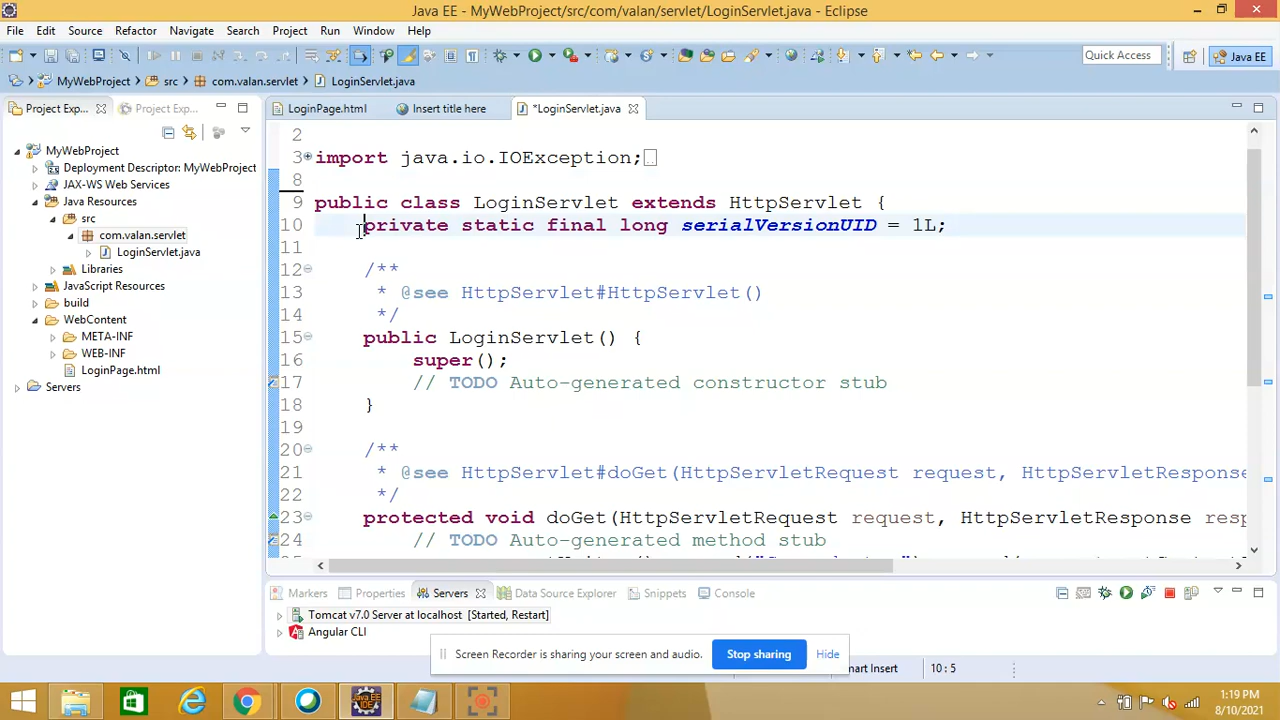 Java EE - MyWebProject/src/com/valan/servlet/LoginServlet.java - Eclipse
File Edit Source Refactor Navigate Search Project Run Window Help
Quick Access
Java EE
MyWebProject src com.valan.servlet LoginServlet.java
Project Exp...
Project Exp...
LoginPage.html
Insert title here
*LoginServlet.java
MyWebProject
Deployment Descriptor: MyWebProject
JAX-WS Web Services
Java Resources
src
com.valan.servlet
LoginServlet.java
Libraries
JavaScript Resources
build
WebContent
META-INF
WEB-INF
LoginPage.html
Servers
2
3 import java.io.IOException;
8
9 public class LoginServlet extends HttpServlet {
10 private static final long serialVersionUID = 1L;
11
12 /**
13 * @see HttpServlet#HttpServlet()
14 */
15 public LoginServlet() {
16 super();
17 // TODO Auto-generated constructor stub
18 }
19
20 /**
21 * @see HttpServlet#doGet(HttpServletRequest request, HttpServletResponse
22 */
23 protected void doGet(HttpServletRequest request, HttpServletResponse resp
24 // TODO Auto-generated method stub
Markers Properties Servers Data Source Explorer Snippets Console
Tomcat v7.0 Server at localhost [Started, Restart]
Angular CLI
Screen Recorder is sharing your screen and audio. Stop sharing Hide
mart Insert 10 : 5
1:19 PM
8/10/2021